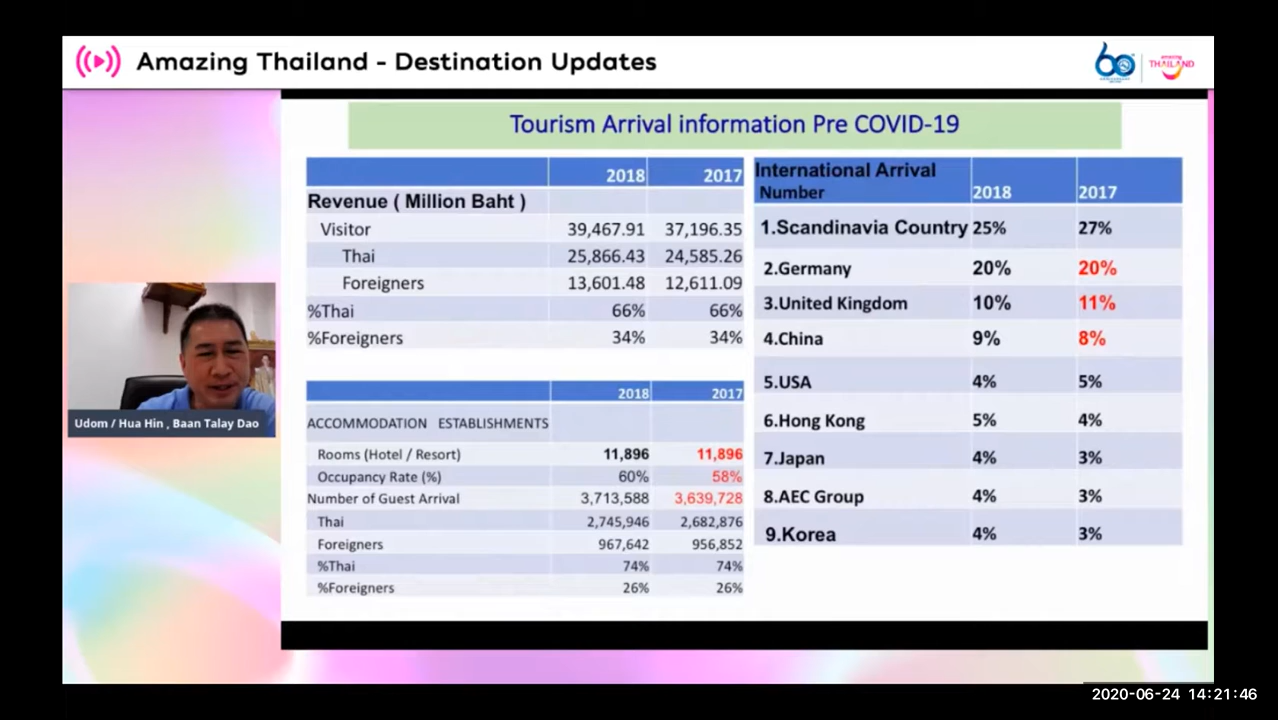 Amazing Thailand - Destination Updates
60
THAILAND
Tourism Arrival information Pre COVID-19
2018 2017
Revenue ( Million Baht )
Visitor 39,467.91 37,196.35
Thai 25,866.43 24,585.26
Foreigners 13,601.48 12,611.09
%Thai 66% 66%
%Foreigners 34% 34%
2018 2017
ACCOMMODATION ESTABLISHMENTS
Rooms (Hotel / Resort) 11,896 11,896
Occupancy Rate (%) 60% 58%
Number of Guest Arrival 3,713,588 3,639,728
Thai 2,745,946 2,682,876
Foreigners 967,642 956,852
%Thai 74% 74%
%Foreigners 26% 26%
International Arrival
Number 2018 2017
1.Scandinavia Country 25% 27%
2.Germany 20% 20%
3.United Kingdom 10% 11%
4.China 9% 8%
5.USA 4% 5%
6.Hong Kong 5% 4%
7.Japan 4% 3%
8.AEC Group 4% 3%
9.Korea 4% 3%
Udom / Hua Hin , Baan Talay Dao
2020-06-24 14:21:46